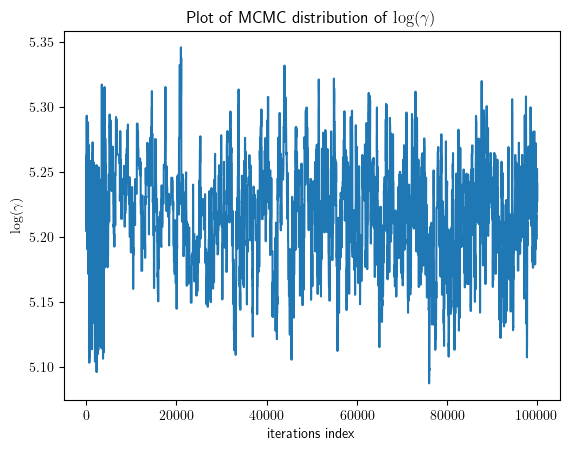 Plot of MCMC distribution of log(γ)
5.35
5.30
5.25
5.20
5.15
5.10
log(γ)
0 20000 40000 60000 80000 100000
iterations index